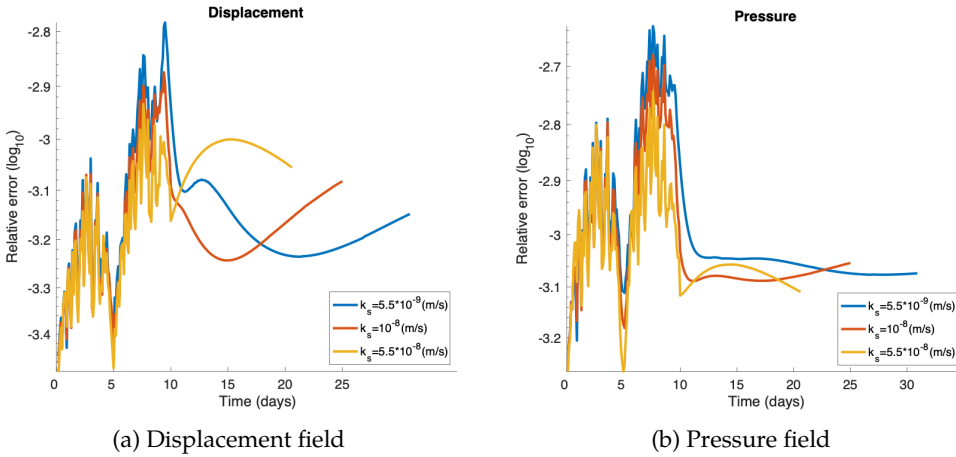 Displacement
-2.8
-2.9
-3
-3.1
-3.2
-3.3
-3.4
Relative error (log10)
0 5 10 15 20 25
Time (days)
ks=5.5*10-9(m/s)
ks=10-8(m/s)
ks=5.5*10-8(m/s)
(a) Displacement field
Pressure
-2.7
-2.8
-2.9
-3
-3.1
-3.2
Relative error (log10)
0 5 10 15 20 25 30
Time (days)
ks=5.5*10-9(m/s)
ks=10-8(m/s)
ks=5.5*10-8(m/s)
(b) Pressure field